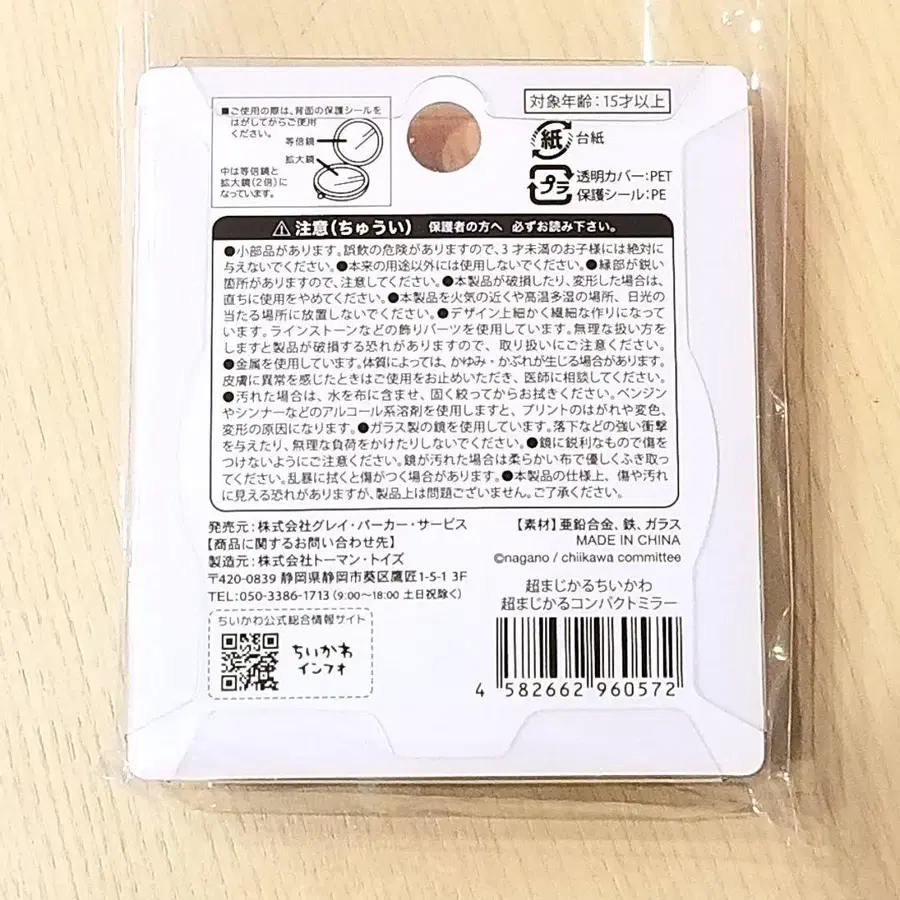 ■ご使用の際は、背面の保護シールを
はがしてからご使用
ください。
等倍鏡
拡大鏡
中は等倍鏡と
拡大鏡(2倍)に
なっています。
対象年齢：15才以上
紙 台紙
プラ 透明カバー：PET
保護シール：PE
⚠注意(ちゅうい) 保護者の方へ 必ずお読み下さい。
●小部品があります。誤飲の危険がありますので、3才未満のお子様には絶対に
与えないでください。●本来の用途以外には使用しないでください。●縁部が鋭い
箇所がありますので、注意してください。●本製品が破損したり、変形した場合は、
直ちに使用をやめてください。●本製品を火気の近くや高温多湿の場所、日光の
当たる場所に放置しないでください。●デザイン上細かく繊細な作りになって
います。ラインストーンなどの飾りパーツを使用しています。無理な扱い方を
しますと製品が破損する恐れがありますので、取り扱いにご注意ください。
●金属を使用しています。体質によっては、かゆみ・かぶれが生じる場合があります。
皮膚に異常を感じたときはご使用をお止めいただき、医師に相談してください。
●汚れた場合は、水を布に含ませ、固く絞ってからお拭きください。ベンジン
やシンナーなどのアルコール系溶剤を使用しますと、プリントのはがれや変色、
変形の原因になります。●ガラス製の鏡を使用しています。落下などの強い衝撃
を与えたり、無理な負荷をかけたりしないでください。●鏡に鋭利なもので傷を
つけないようにご注意ください。鏡が汚れた場合は柔らかい布で優しくふき取っ
てください。乱暴に拭くと傷がつく場合があります。●本製品の仕様上、傷や汚れ
に見える恐れがありますが、製品上は問題ございません。ご了承ください。
発売元：株式会社グレイ・パーカー・サービス
【商品に関するお問い合わせ先】
製造元：株式会社トーマン・トイズ
〒420-0839 静岡県静岡市葵区鷹匠1-5-1 3F
TEL：050-3386-1713 (9:00〜18:00 土日祝除く)
【素材】亜鉛合金、鉄、ガラス
MADE IN CHINA
©nagano / chiikawa committee
超まじかるちいかわ
超まじかるコンパクトミラー
ちいかわ公式総合情報サイト
ちいかわ
インフォ
4 582662 960572